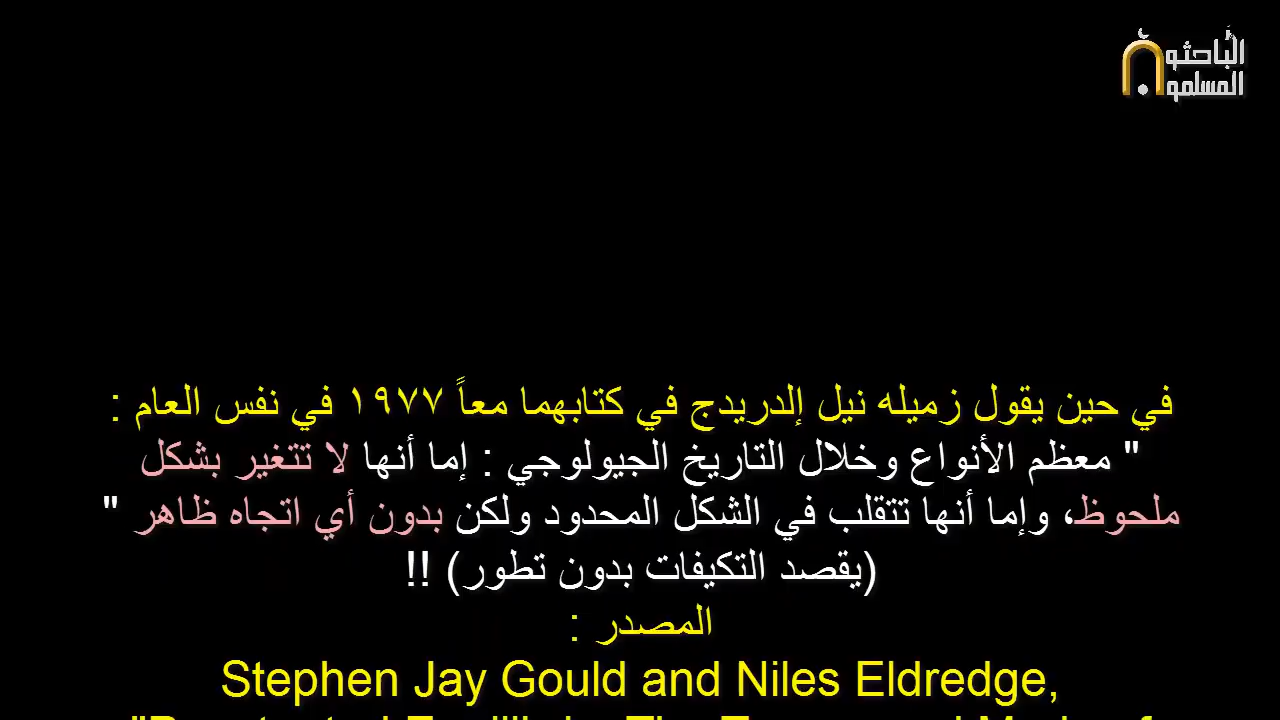 الباحثون
المسلمون
في حين يقول زميله نيل إلدريدج في كتابهما معاً ١٩٧٧ في نفس العام :
" معظم الأنواع وخلال التاريخ الجيولوجي : إما أنها لا تتغير بشكل
ملحوظ، وإما أنها تتقلب في الشكل المحدود ولكن بدون أي اتجاه ظاهر "
(يقصد التكيفات بدون تطور) !!
المصدر :
Stephen Jay Gould and Niles Eldredge,